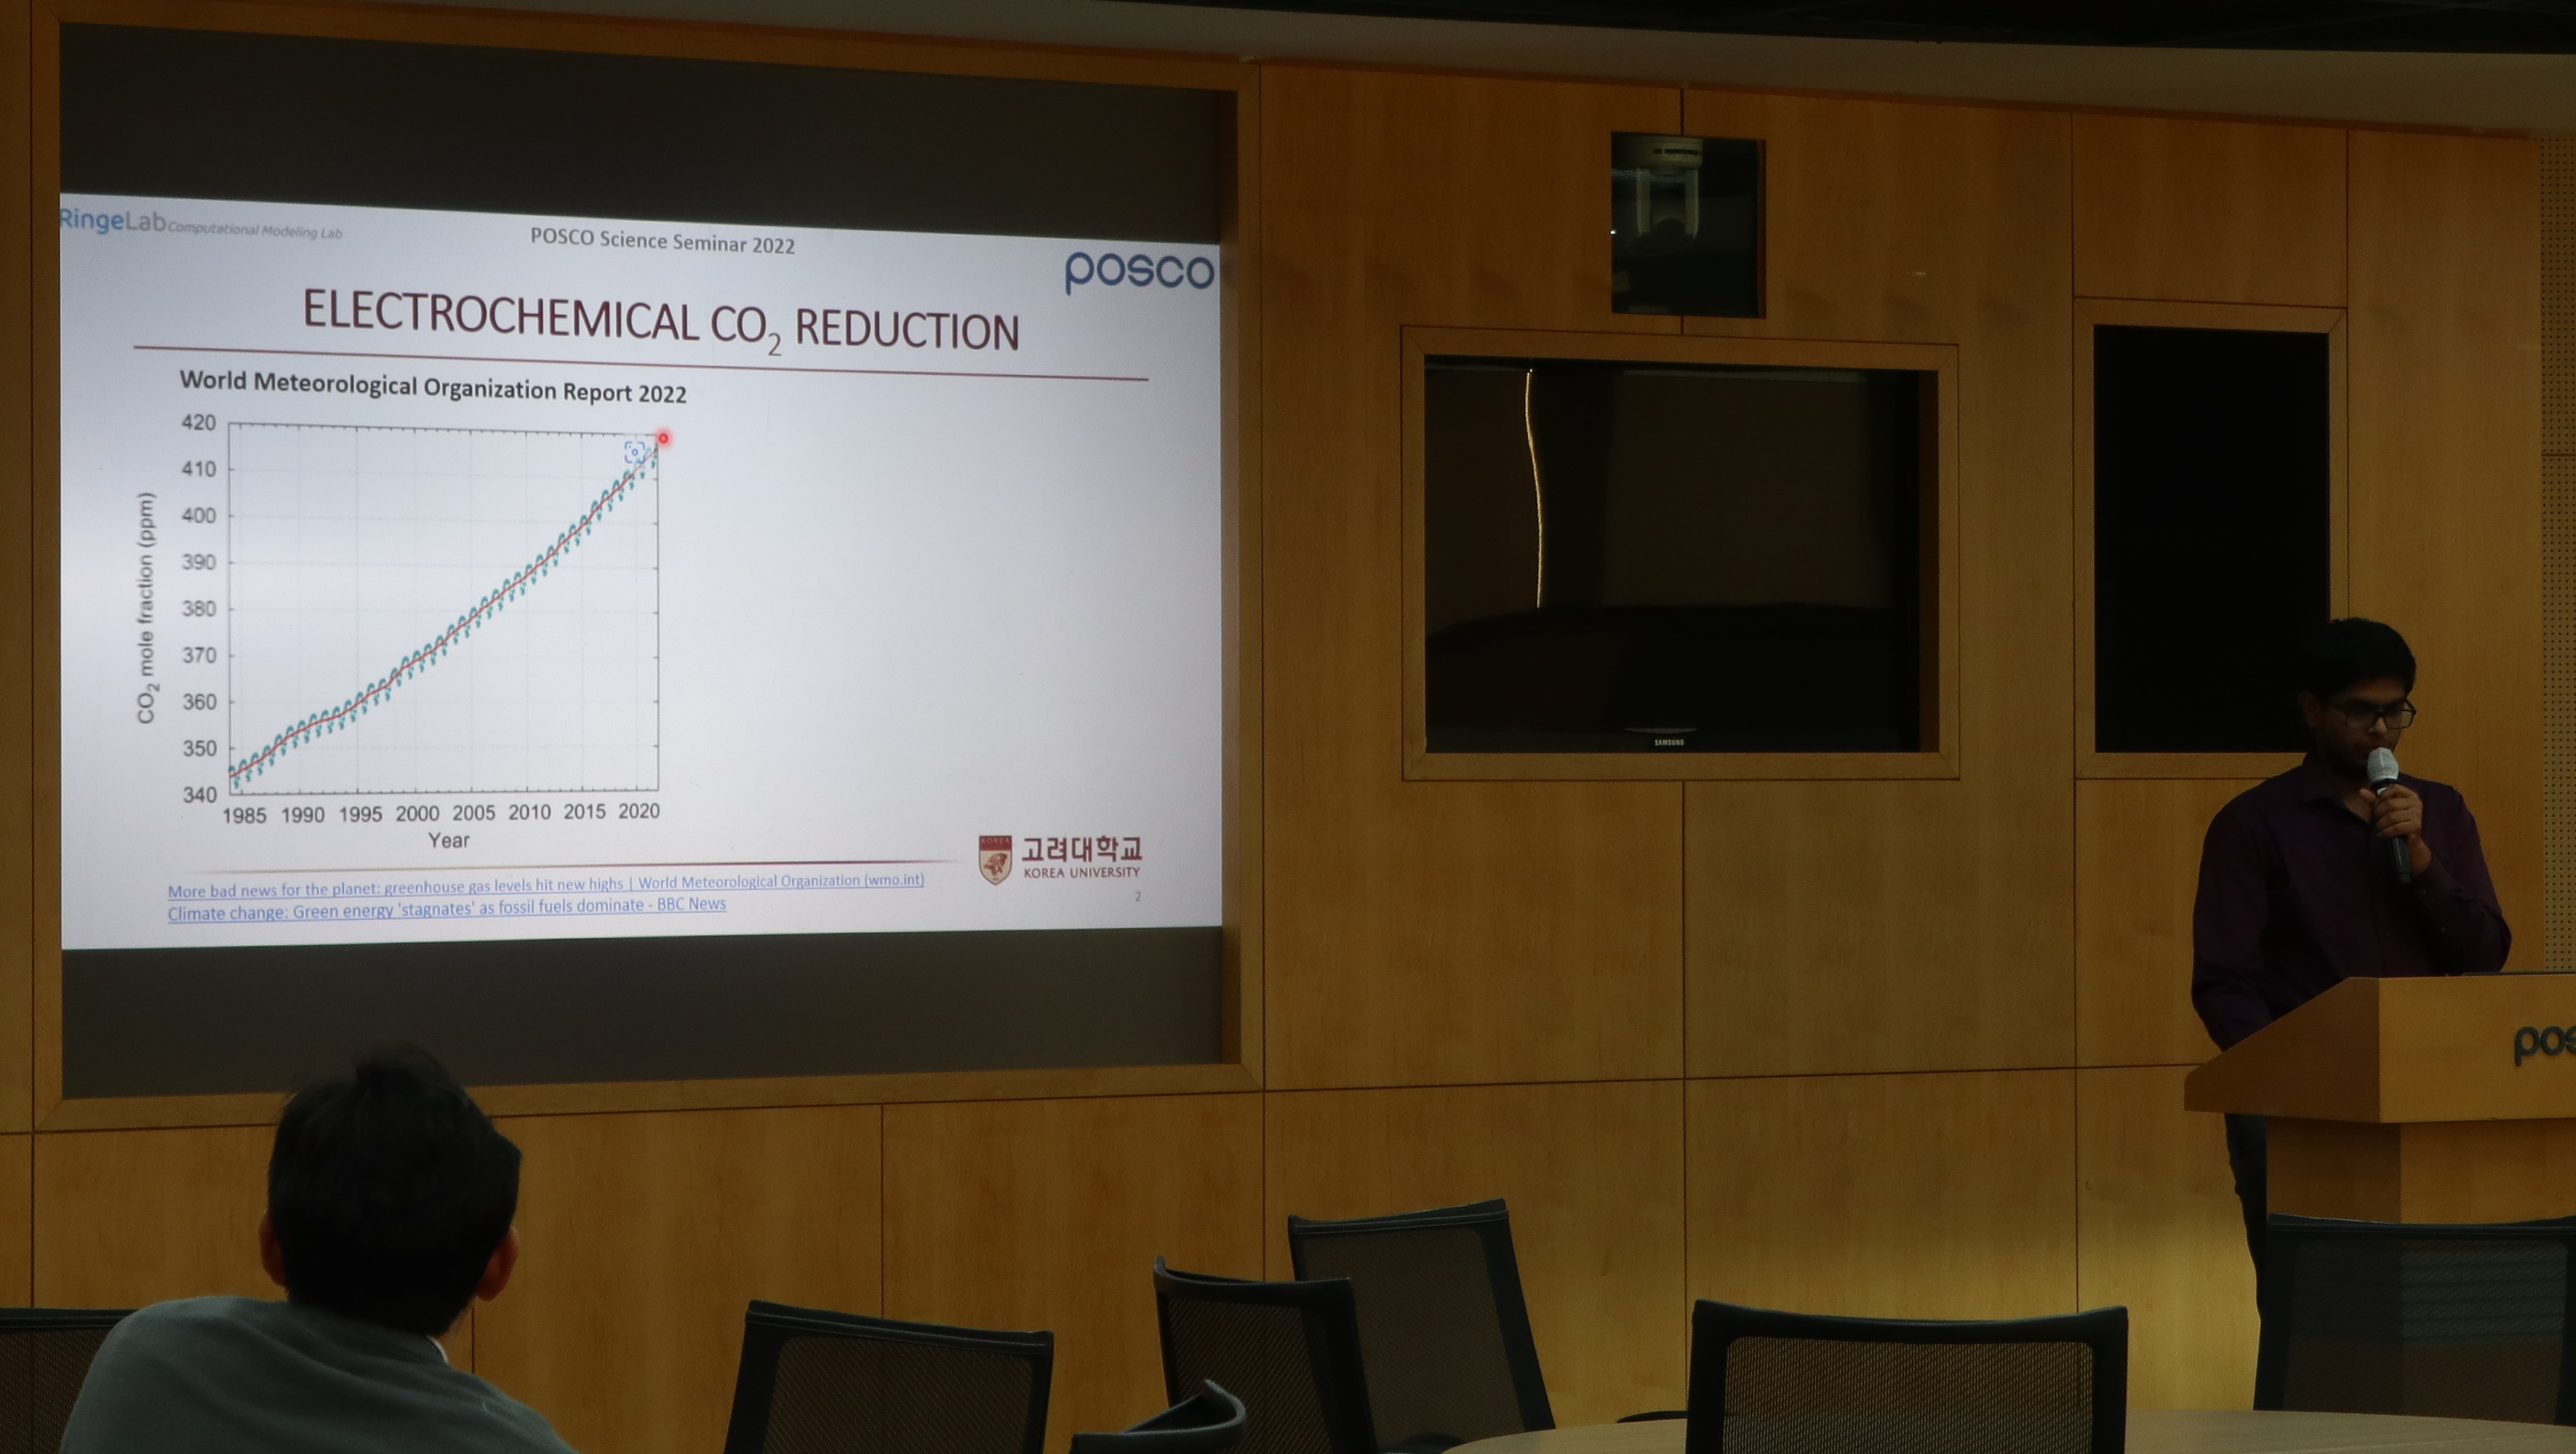 RingeLab Computational Modeling Lab
POSCO Science Seminar 2022
posco
ELECTROCHEMICAL CO2 REDUCTION
World Meteorological Organization Report 2022
420
410
400
390
380
370
360
350
340
CO2 mole fraction (ppm)
1985 1990 1995 2000 2005 2010 2015 2020
Year
KOREA
고려대학교
KOREA UNIVERSITY
More bad news for the planet: greenhouse gas levels hit new highs | World Meteorological Organization (wmo.int)
Climate change: Green energy 'stagnates' as fossil fuels dominate - BBC News
2
SAMSUNG
pos